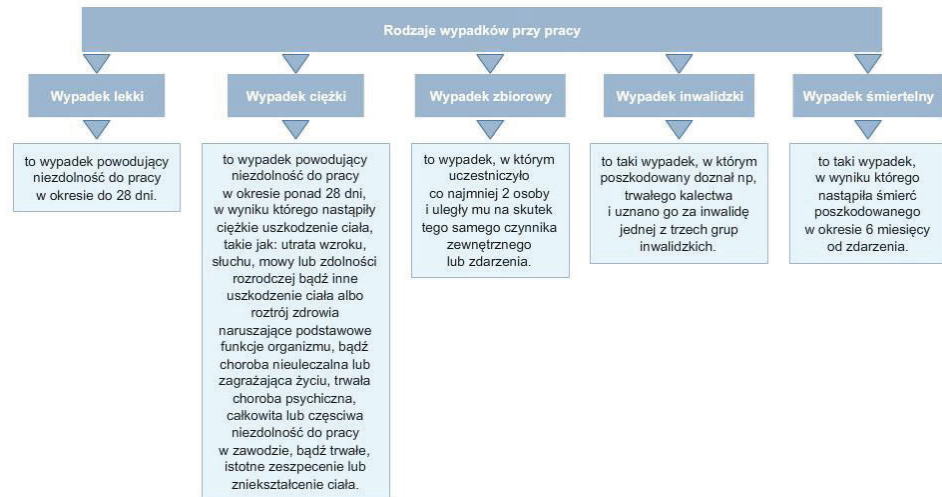 Rodzaje wypadków przy pracy
Wypadek lekki
to wypadek powodujący
niezdolność do pracy
w okresie do 28 dni.
Wypadek ciężki
to wypadek powodujący
niezdolność do pracy
w okresie ponad 28 dni,
w wyniku którego nastąpiły
ciężkie uszkodzenie ciała,
takie jak: utrata wzroku,
słuchu, mowy lub zdolności
rozrodczej bądź inne
uszkodzenie ciała albo
roztrój zdrowia
naruszające podstawowe
funkcje organizmu, bądź
choroba nieuleczalna lub
zagrażająca życiu, trwała
choroba psychiczna,
całkowita lub częsciwa
niezdolność do pracy
w zawodzie, bądź trwałe,
istotne zeszpecenie lub
zniekształcenie ciała.
Wypadek zbiorowy
to wypadek, w którym
uczestniczyło
co najmniej 2 osoby
i uległy mu na skutek
tego samego czynnika
zewnętrznego
lub zdarzenia.
Wypadek inwalidzki
to taki wypadek, w którym
poszkodowany doznał np,
trwałego kalectwa
i uznano go za inwalidę
jednej z trzech grup
inwalidzkich.
Wypadek śmiertelny
to taki wypadek,
w wyniku którego
nastąpiła śmierć
poszkodowanego
w okresie 6 miesięcy
od zdarzenia.